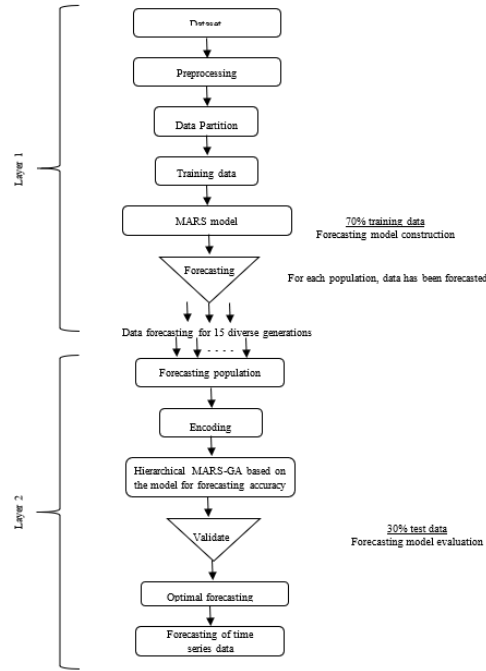 Dataset
Preprocessing
Data Partition
Training data
MARS model
70% training data
Forecasting model construction
Forecasting
For each population, data has been forecasted
Layer 1
Data forecasting for 15 diverse generations
Forecasting population
Encoding
Hierarchical MARS-GA based on
the model for forecasting accuracy
Layer 2
Validate
30% test data
Forecasting model evaluation
Optimal forecasting
Forecasting of time
series data